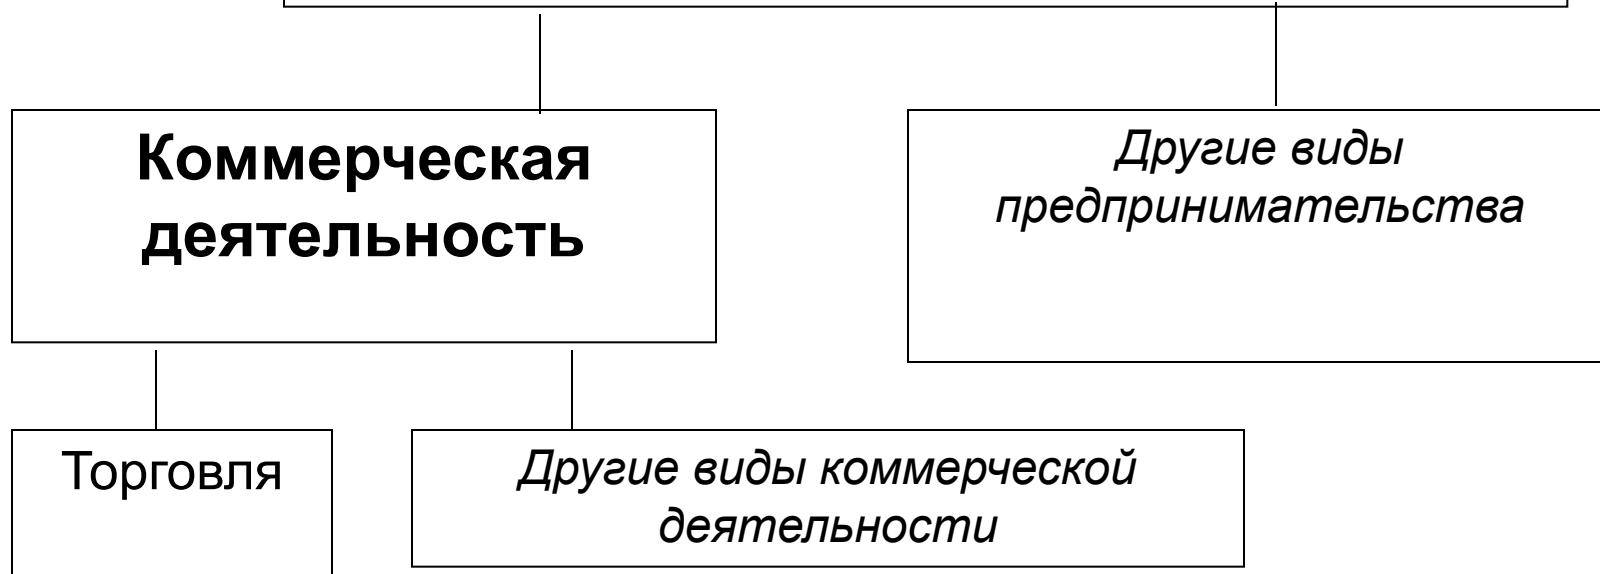 Коммерческая
деятельность
Другие виды
предпринимательства
Торговля
Другие виды коммерческой
деятельности